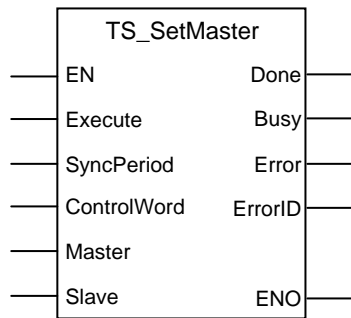 TS_SetMaster
EN Done
Execute Busy
SyncPeriod Error
ControlWord ErrorID
Master
Slave ENO